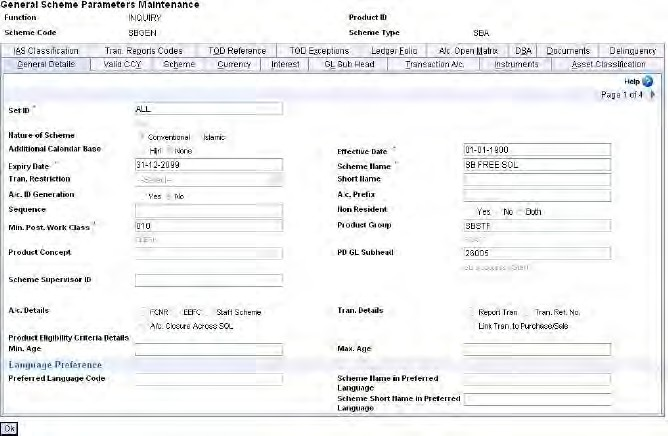 General Scheme Parameters Maintenance
Function INQUIRY Product ID
Scheme Code SBGEN Scheme Type SBA
IAS Classification Tran. Reports Codes TOD Reference TOD Exceptions Ledger Folio A/c. Open Matrix DSA Documents Delinquency
General Details Valid CCY Scheme Currency Interest GL Sub Head Transaction A/c. Instruments Asset Classification
Help ?
Page 1 of 4
Set ID * ALL
Nature of Scheme Conventional Islamic
Additional Calendar Base Hijri None Effective Date * 01-01-1900
Expiry Date * 31-12-2099 Scheme Name * SB FREE SOL
Tran. Restriction --Select-- Short Name
A/c. ID Generation Yes No A/c. Prefix
Sequence Non Resident Yes No Both
Min. Post. Work Class * 010 Product Group SBSTF
Product Concept PD GL Subhead 26005
Scheme Supervisor ID
A/c. Details FCNR EEFC Staff Scheme Tran. Details Report Tran Tran. Ref. No.
A/c. Closure Across SOL Link Tran. to Purchase/Sale
Product Eligibility Criteria Details
Min. Age Max. Age
Language Preference
Preferred Language Code Scheme Name in Preferred Language
Scheme Short Name in Preferred Language
Ok